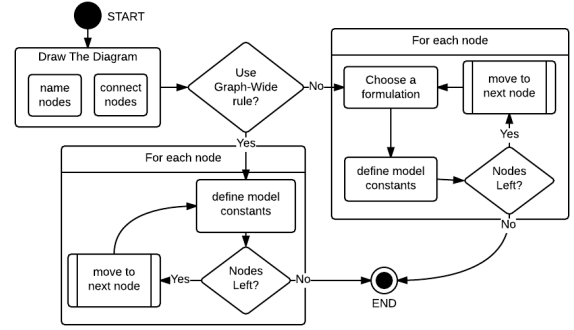 START
Draw The Diagram
name
nodes
connect
nodes
Use
Graph-Wide
rule?
No
Yes
For each node
Choose a
formulation
move to
next node
define model
constants
Yes
Nodes
Left?
No
For each node
define model
constants
move to
next node
Yes
Nodes
Left?
No
END